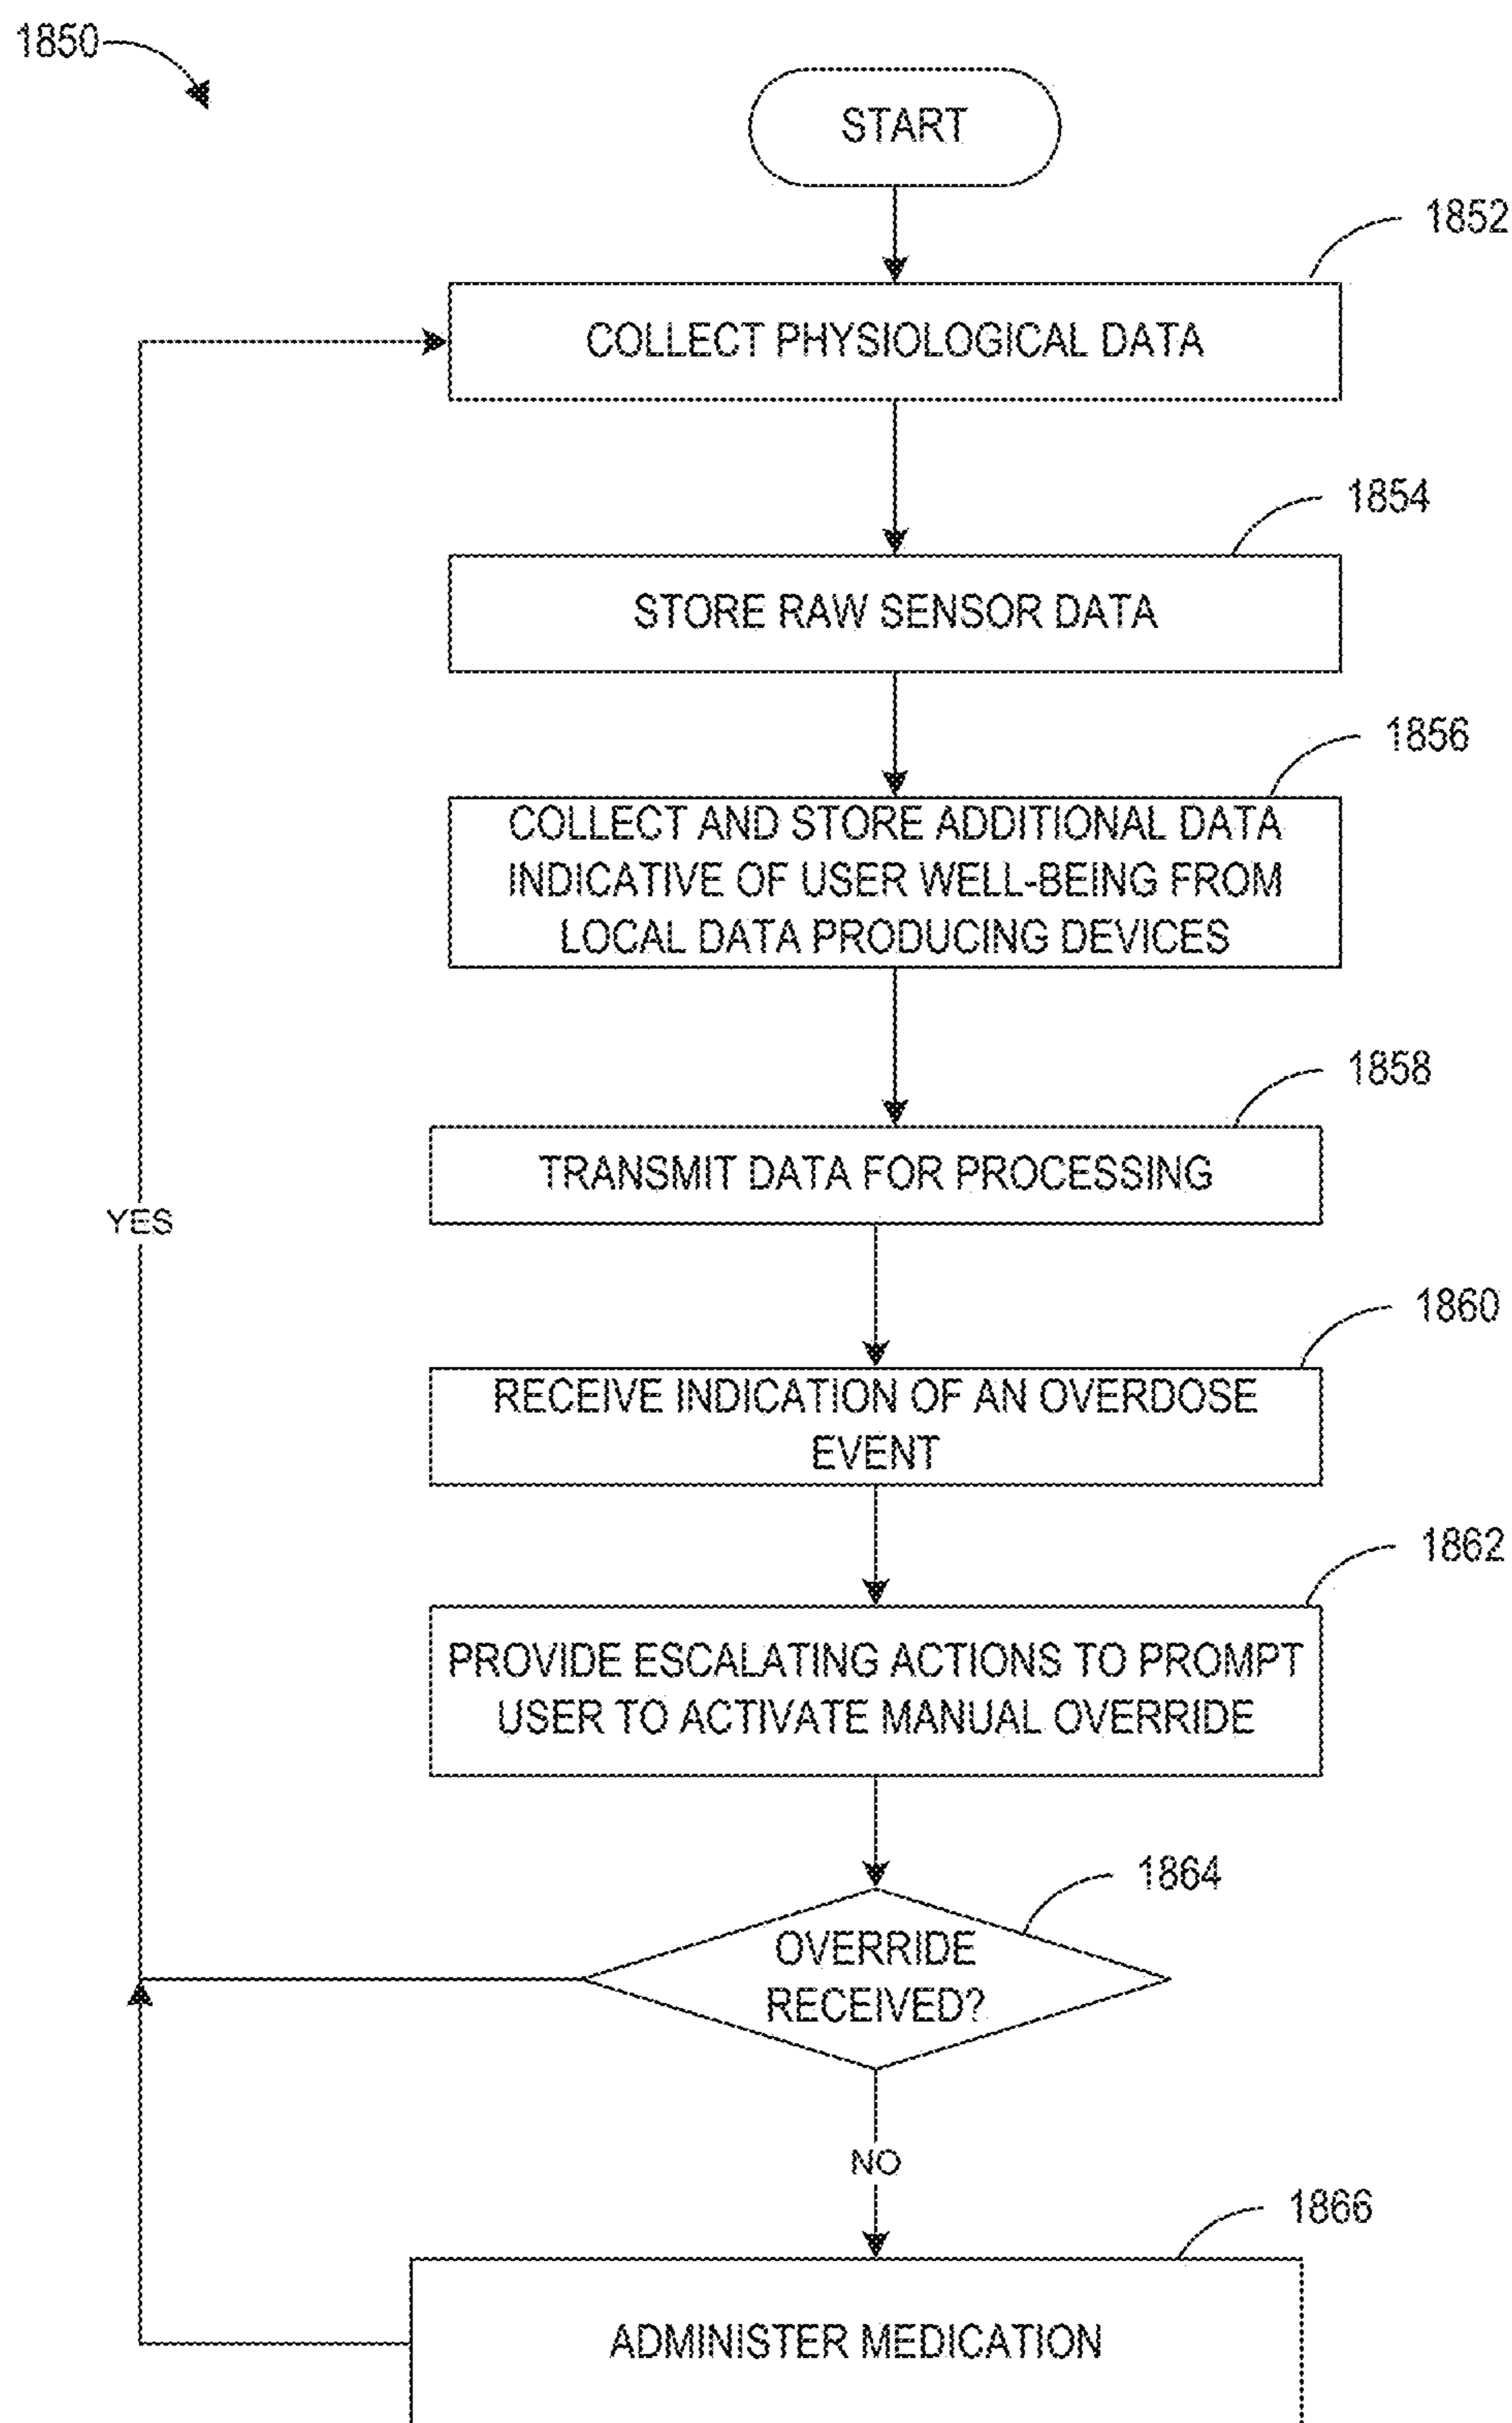 1850
START
1852
COLLECT PHYSIOLOGICAL DATA
1854
STORE RAW SENSOR DATA
1856
COLLECT AND STORE ADDITIONAL DATA
INDICATIVE OF USER WELL-BEING FROM
LOCAL DATA PRODUCING DEVICES
1858
TRANSMIT DATA FOR PROCESSING
YES
1860
RECEIVE INDICATION OF AN OVERDOSE
EVENT
1862
PROVIDE ESCALATING ACTIONS TO PROMPT
USER TO ACTIVATE MANUAL OVERRIDE
1864
OVERRIDE
RECEIVED?
NO
1866
ADMINISTER MEDICATION